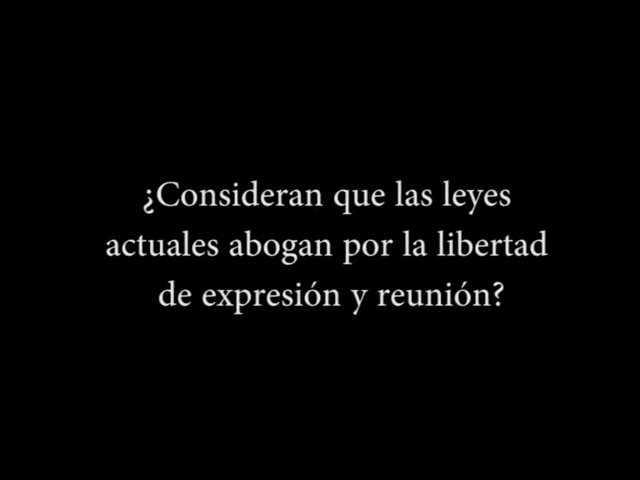 ¿Consideran que las leyes
actuales abogan por la libertad
de expresión y reunión?